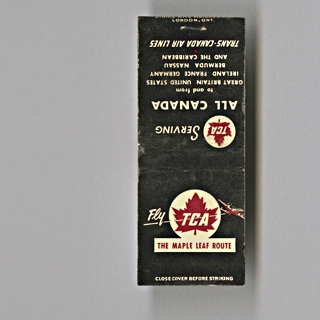 Fly TCA
THE MAPLE LEAF ROUTE
CLOSE COVER BEFORE STRIKING
SERVING TCA
ALL CANADA
to and from
GREAT BRITAIN UNITED STATES
IRELAND FRANCE GERMANY
BERMUDA NASSAU
AND THE CARIBBEAN
TRANS-CANADA AIR LINES
LONDON, ONT.